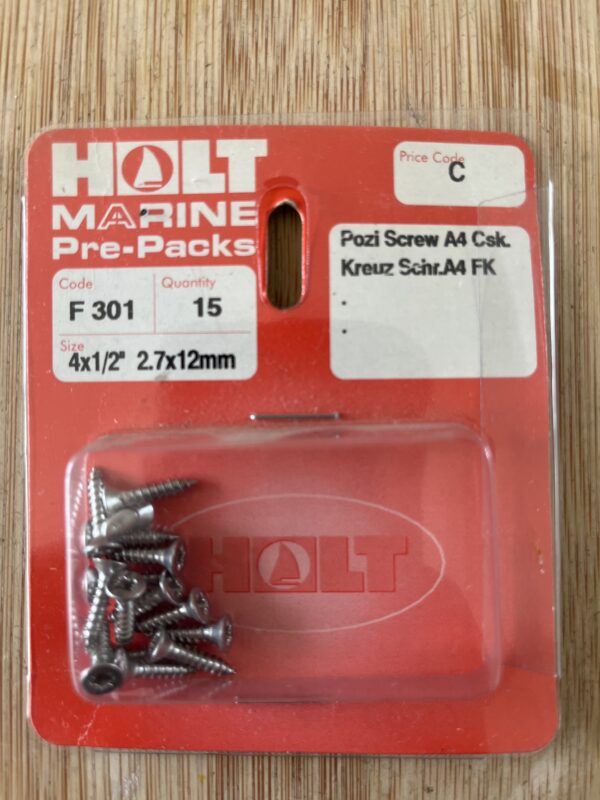 HOLT
MARINE
Pre-Packs
Code
F 301
Quantity
15
Size
4x1/2" 2.7x12mm
Price Code
C
Pozi Screw A4 Csk.
Kreuz Schr.A4 FK
.
.
HOLT